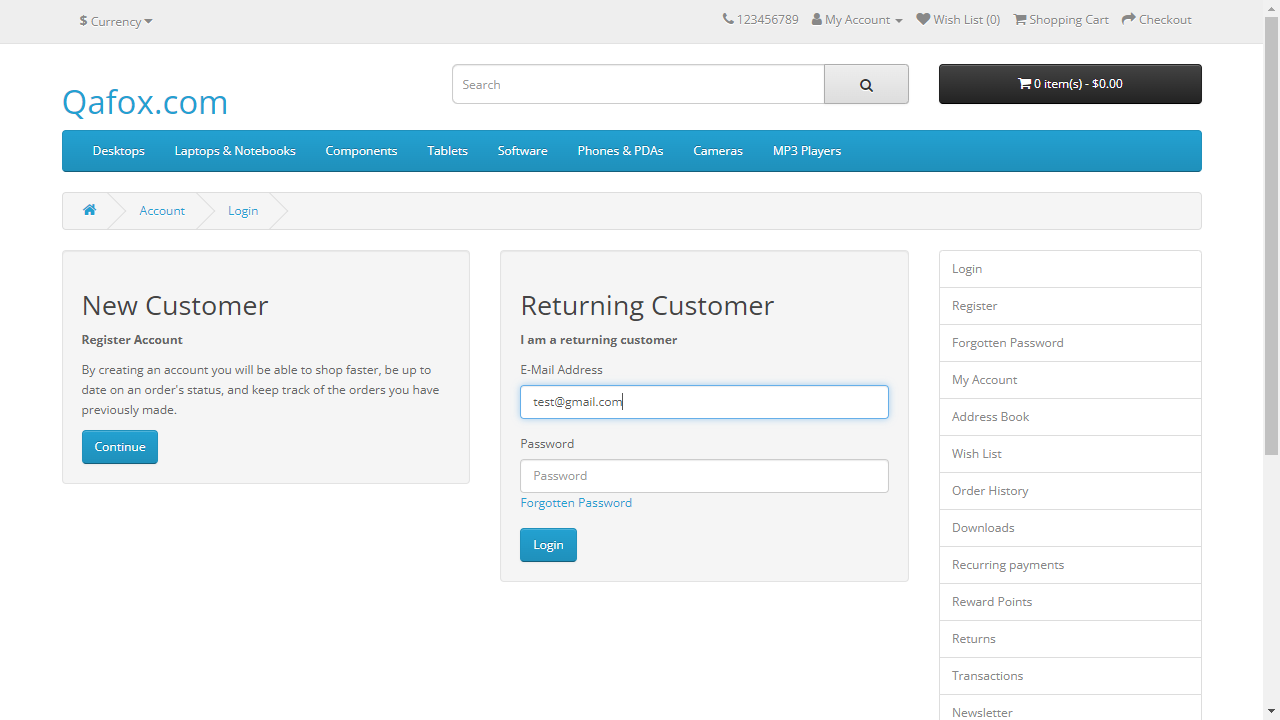 $ Currency
123456789 My Account Wish List (0) Shopping Cart Checkout
Qafox.com
Search
0 item(s) - $0.00
Desktops Laptops & Notebooks Components Tablets Software Phones & PDAs Cameras MP3 Players
Account Login
New Customer
Register Account
By creating an account you will be able to shop faster, be up to
date on an order's status, and keep track of the orders you have
previously made.
Continue
Returning Customer
I am a returning customer
E-Mail Address
test@gmail.com
Password
Password
Forgotten Password
Login
Login
Register
Forgotten Password
My Account
Address Book
Wish List
Order History
Downloads
Recurring payments
Reward Points
Returns
Transactions
Newsletter